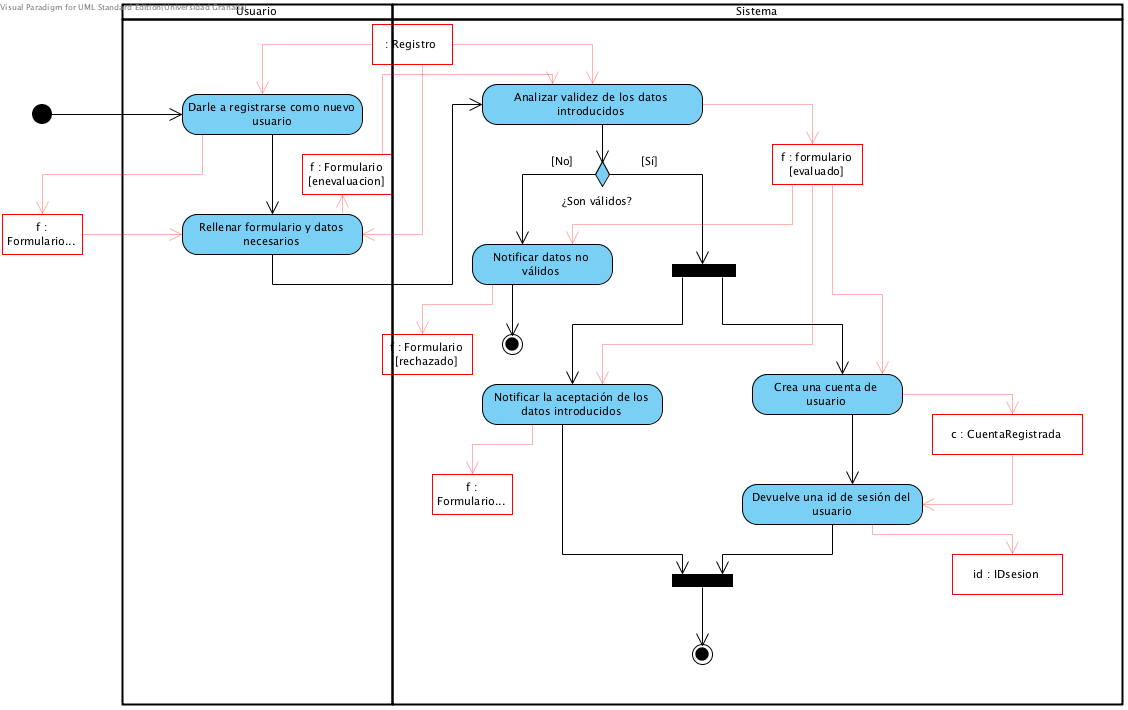 Visual Paradigm for UML Standard Edition(Universidad Granada)
Usuario
Sistema
: Registro
Darle a registrarse como nuevo
usuario
Analizar validez de los datos
introducidos
f : Formulario
[enevaluacion]
f : formulario
[evaluado]
[No]
[Sí]
¿Son válidos?
f :
Formulario...
Rellenar formulario y datos
necesarios
Notificar datos no
válidos
f : Formulario
[rechazado]
Notificar la aceptación de los
datos introducidos
Crea una cuenta de
usuario
c : CuentaRegistrada
f :
Formulario...
Devuelve una id de sesión del
usuario
id : IDsesion